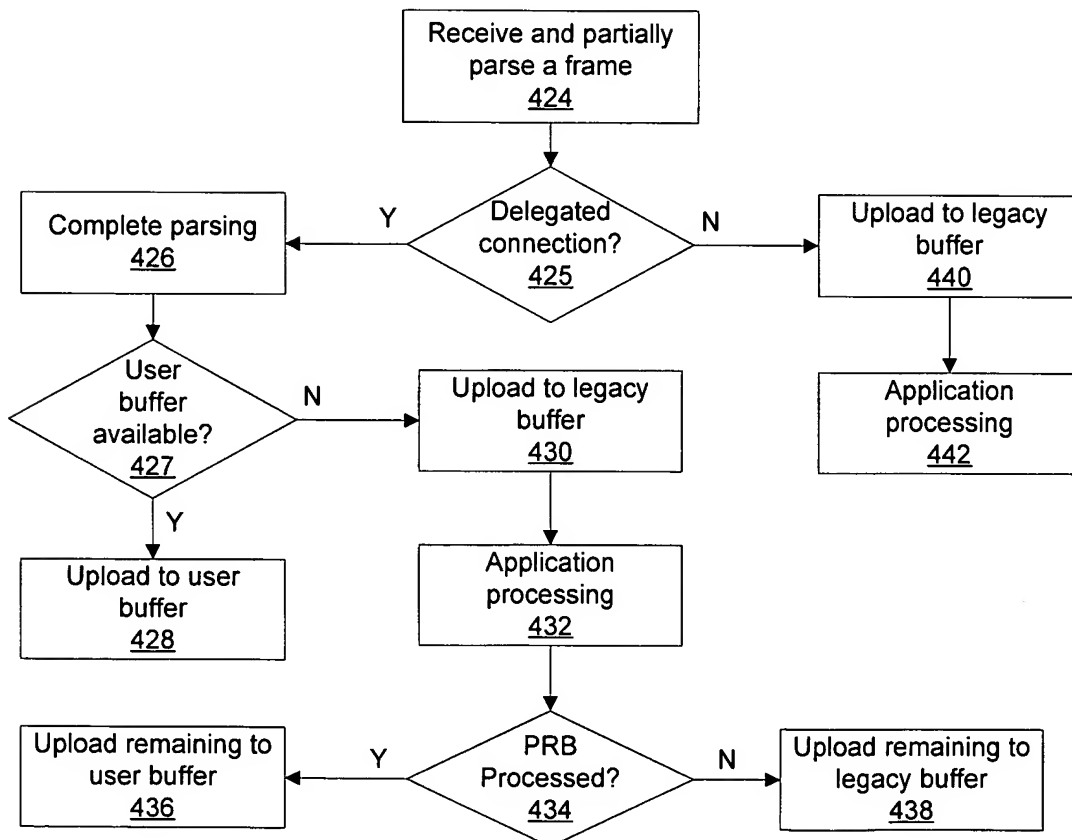 Receive and partially
parse a frame
424
Delegated
connection?
425
Y
N
Complete parsing
426
Upload to legacy
buffer
440
User
buffer
available?
427
N
Y
Upload to legacy
buffer
430
Application
processing
442
Upload to user
buffer
428
Application
processing
432
PRB
Processed?
434
Y
N
Upload remaining to
user buffer
436
Upload remaining to
legacy buffer
438